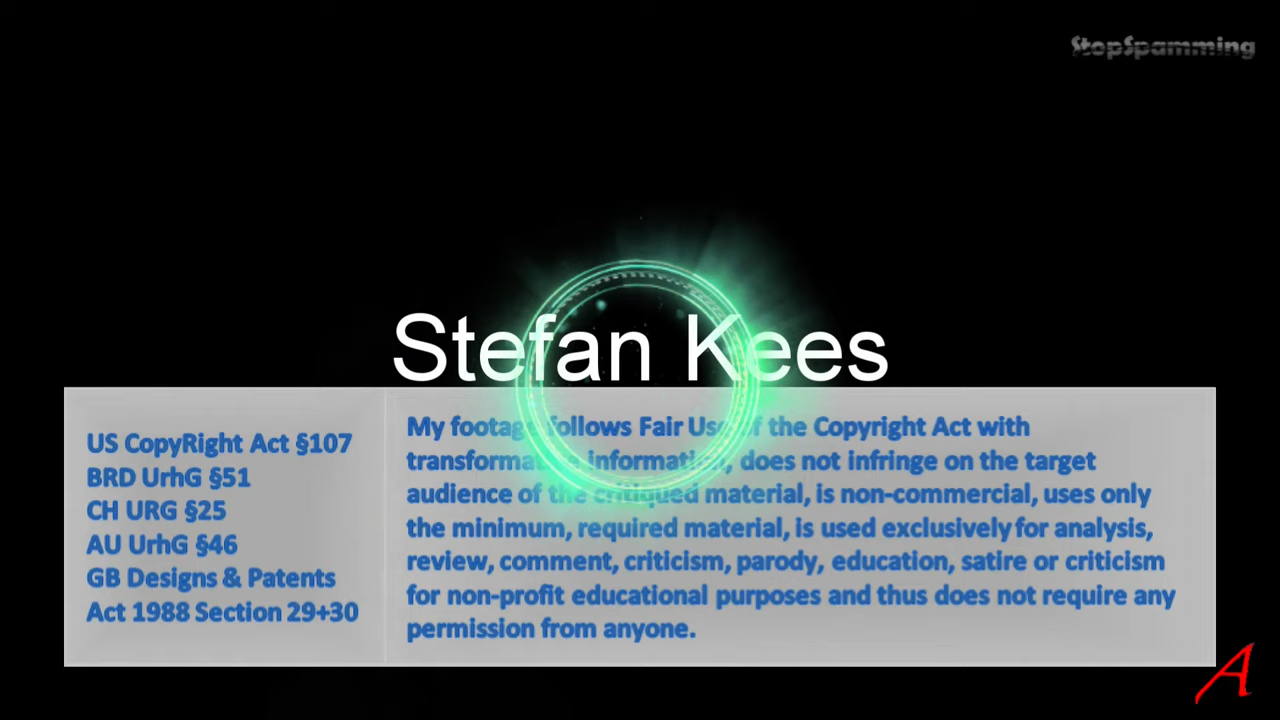 StopSpamming
Stefan Kees
US CopyRight Act §107
BRD UrhG §51
CH URG §25
AU UrhG §46
GB Designs & Patents
Act 1988 Section 29+30
My footage follows Fair Use of the Copyright Act with
transformative information, does not infringe on the target
audience of the critiqued material, is non-commercial, uses only
the minimum, required material, is used exclusively for analysis,
review, comment, criticism, parody, education, satire or criticism
for non-profit educational purposes and thus does not require any
permission from anyone.
A